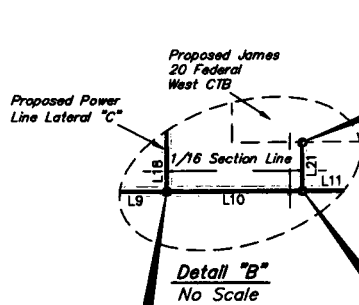 Proposed James
20 Federal
West CTB
Proposed Power
Line Lateral "C"
1/16 Section Line
L18
L21
L9
L10
L11
Detail "B"
No Scale